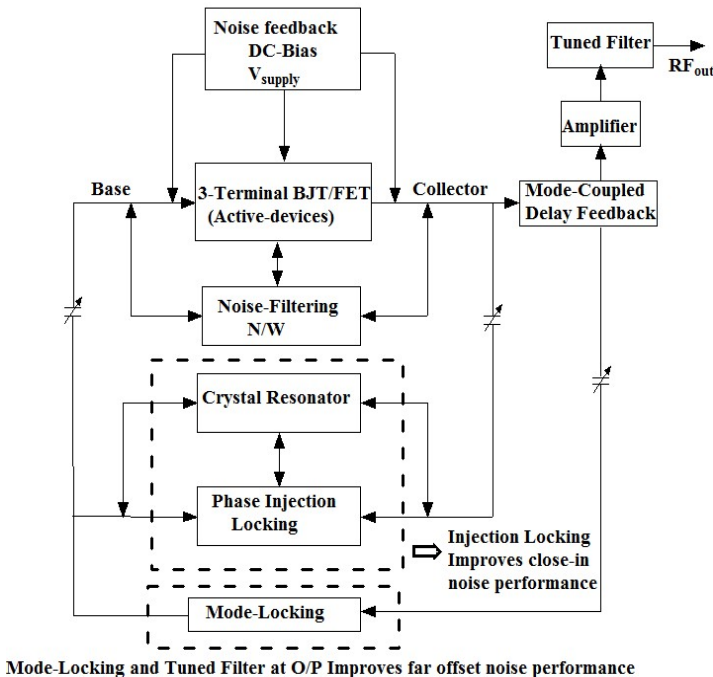 Noise feedback
DC-Bias
Vsupply
Tuned Filter
RFout
Amplifier
Base
3-Terminal BJT/FET
(Active-devices)
Collector
Mode-Coupled
Delay Feedback
Noise-Filtering
N/W
Crystal Resonator
Phase Injection
Locking
Injection Locking
Improves close-in
noise performance
Mode-Locking
Mode-Locking and Tuned Filter at O/P Improves far offset noise performance